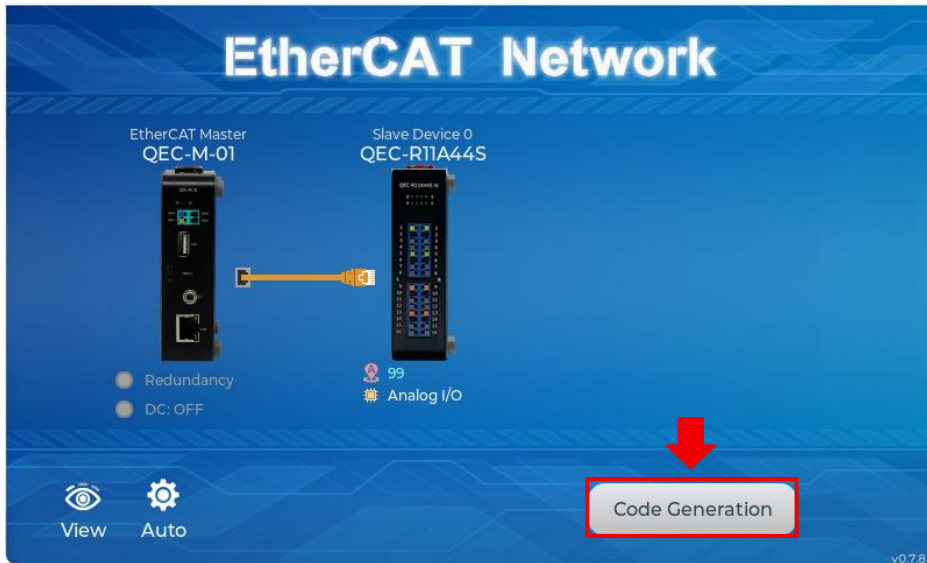 EtherCAT Network
EtherCAT Master
QEC-M-01
Slave Device 0
QEC-R11A44S
Redundancy
DC: OFF
A
99
Analog I/O
View
Auto
Code Generation
v0.7.8